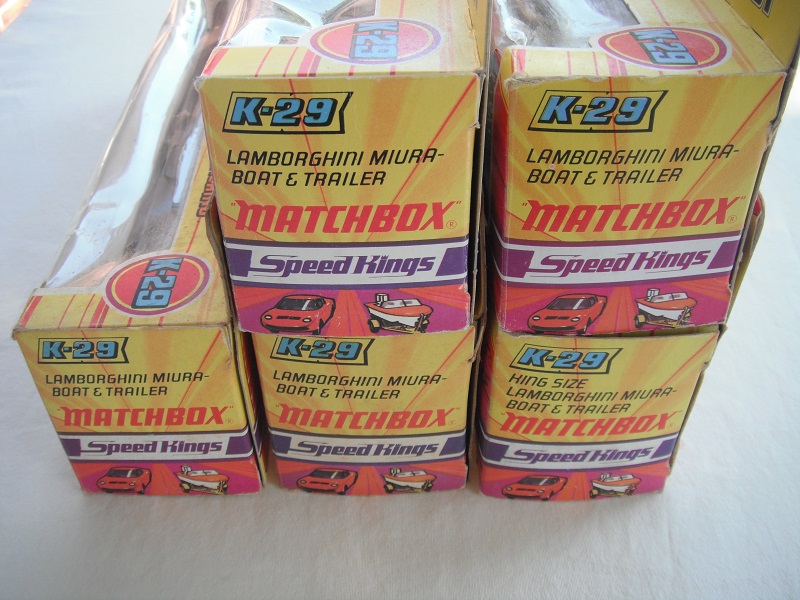 K-29
K-29
K-29
LAMBORGHINI MIURA-
BOAT & TRAILER
"MATCHBOX"®
Speed Kings
K-29
LAMBORGHINI MIURA-
BOAT & TRAILER
"MATCHBOX"®
Speed Kings
K-29
K-29
LAMBORGHINI MIURA-
BOAT & TRAILER
"MATCHBOX"®
Speed Kings
K-29
LAMBORGHINI MIURA-
BOAT & TRAILER
"MATCHBOX"
Speed Kings
K-29
KING SIZE
LAMBORGHINI MIURA-
BOAT & TRAILER
"MATCHBOX"
Speed Kings